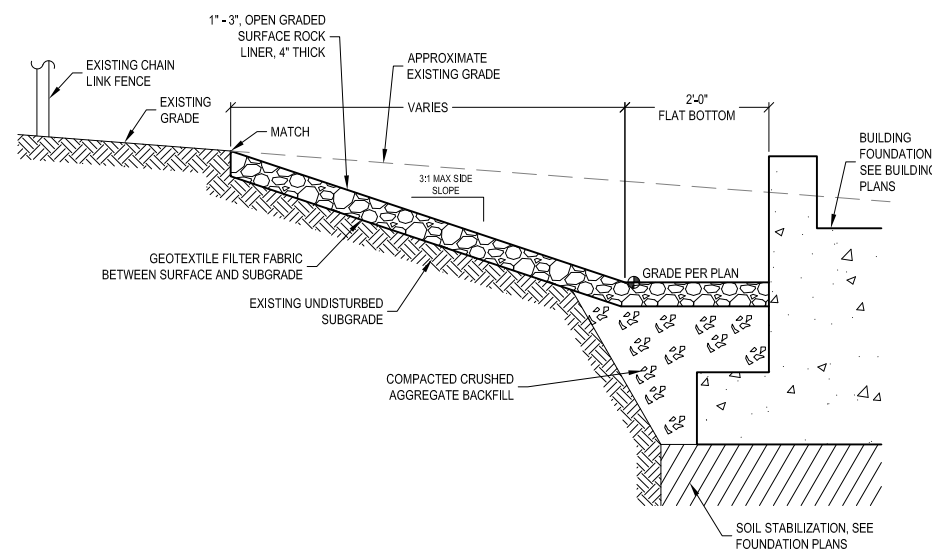 1" - 3", OPEN GRADED
SURFACE ROCK
LINER, 4" THICK
EXISTING CHAIN
LINK FENCE
APPROXIMATE
EXISTING GRADE
EXISTING
GRADE
VARIES
2'-0"
FLAT BOTTOM
MATCH
BUILDING
FOUNDATION
SEE BUILDING
PLANS
3:1 MAX SIDE
SLOPE
GEOTEXTILE FILTER FABRIC
BETWEEN SURFACE AND SUBGRADE
GRADE PER PLAN
EXISTING UNDISTURBED
SUBGRADE
COMPACTED CRUSHED
AGGREGATE BACKFILL
SOIL STABILIZATION, SEE
FOUNDATION PLANS